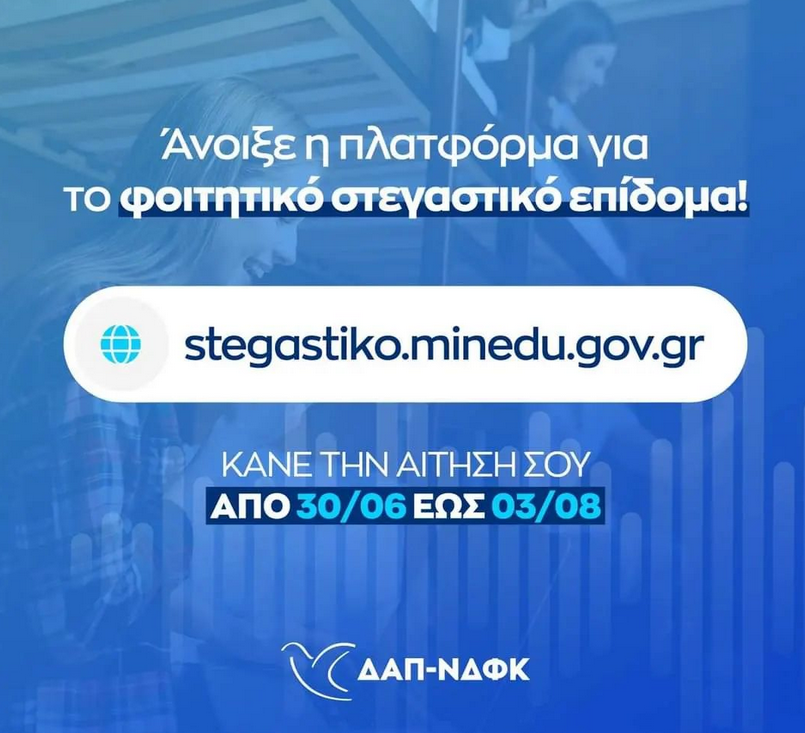 Άνοιξε η πλατφόρμα για
το φοιτητικό στεγαστικό επίδομα!
stegastiko.minedu.gov.gr
ΚΑΝΕ ΤΗΝ ΑΙΤΗΣΗ ΣΟΥ
ΑΠΟ 30/06 ΕΩΣ 03/08
ΔΑΠ-ΝΔΦΚ